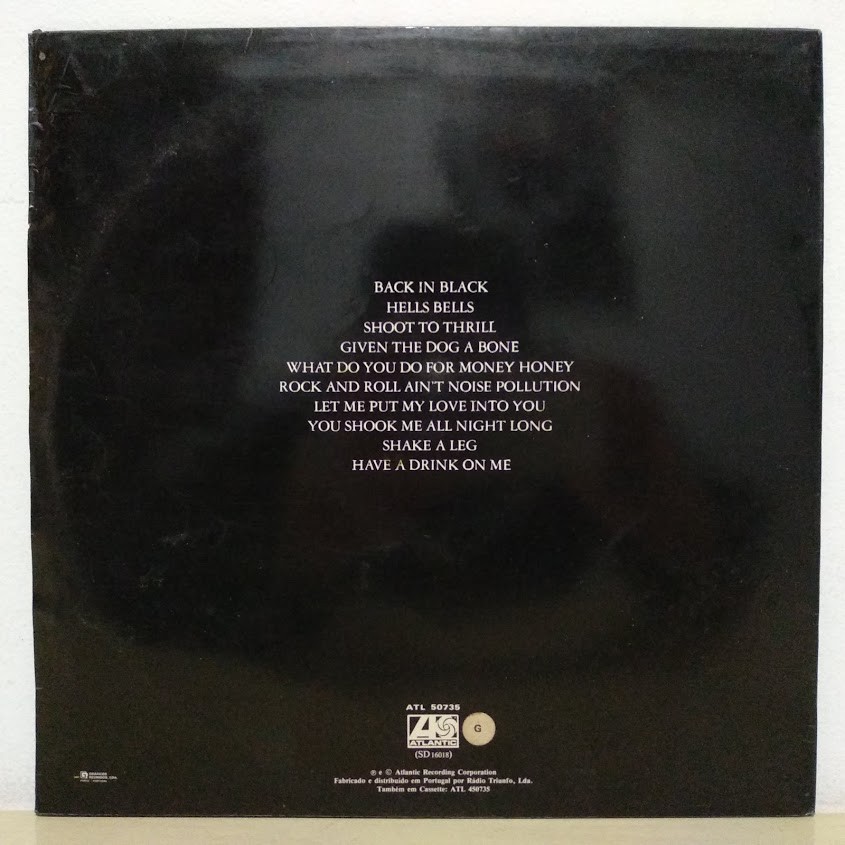 BACK IN BLACK
HELLS BELLS
SHOOT TO THRILL
GIVEN THE DOG A BONE
WHAT DO YOU DO FOR MONEY HONEY
ROCK AND ROLL AIN'T NOISE POLLUTION
LET ME PUT MY LOVE INTO YOU
YOU SHOOK ME ALL NIGHT LONG
SHAKE A LEG
HAVE A DRINK ON ME
ATL 50735
ATLANTIC
G
(SD 16018)
℗ e © Atlantic Recording Corporation
Fabricado e distribuido em Portugal por Rádio Triunfo, Lda.
Também em Cassette: ATL 450735